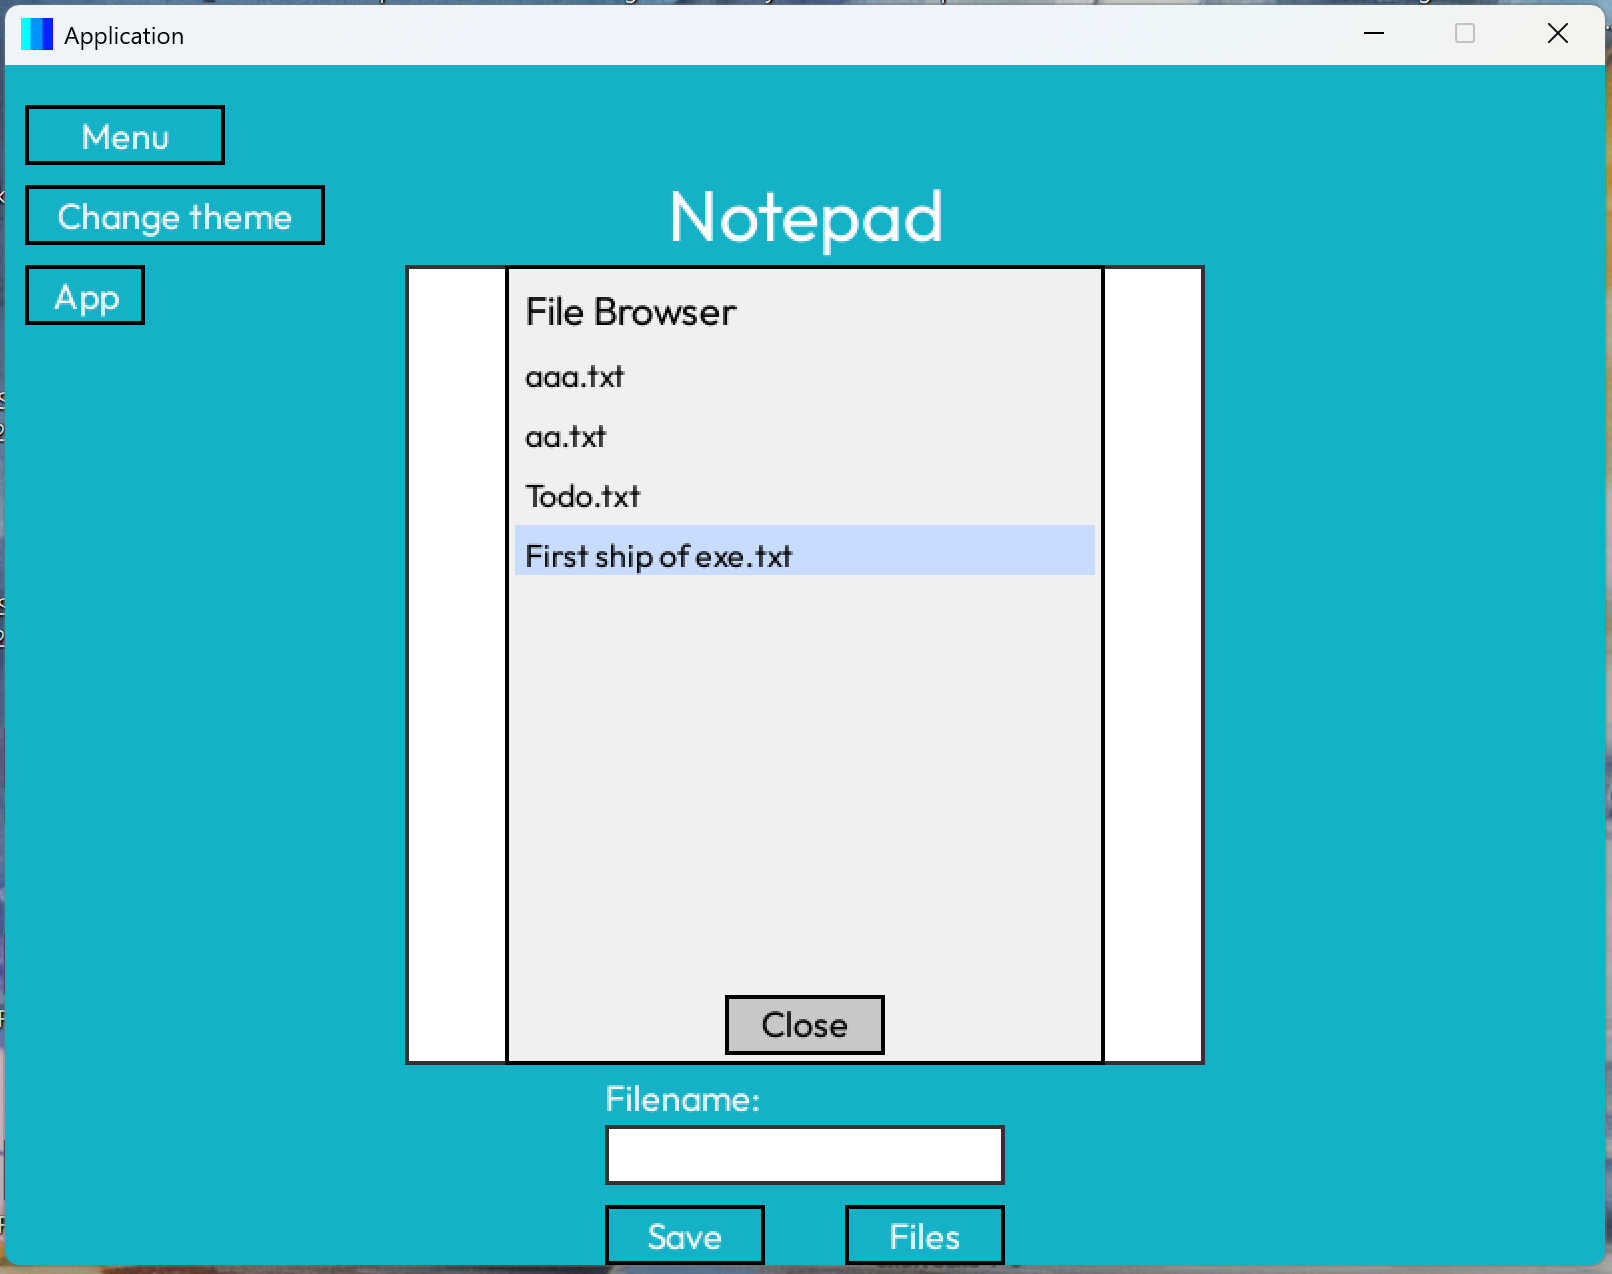 Application
Menu
Change theme
App
Notepad
File Browser
aaa.txt
aa.txt
Todo.txt
First ship of exe.txt
Close
Filename:
Save
Files